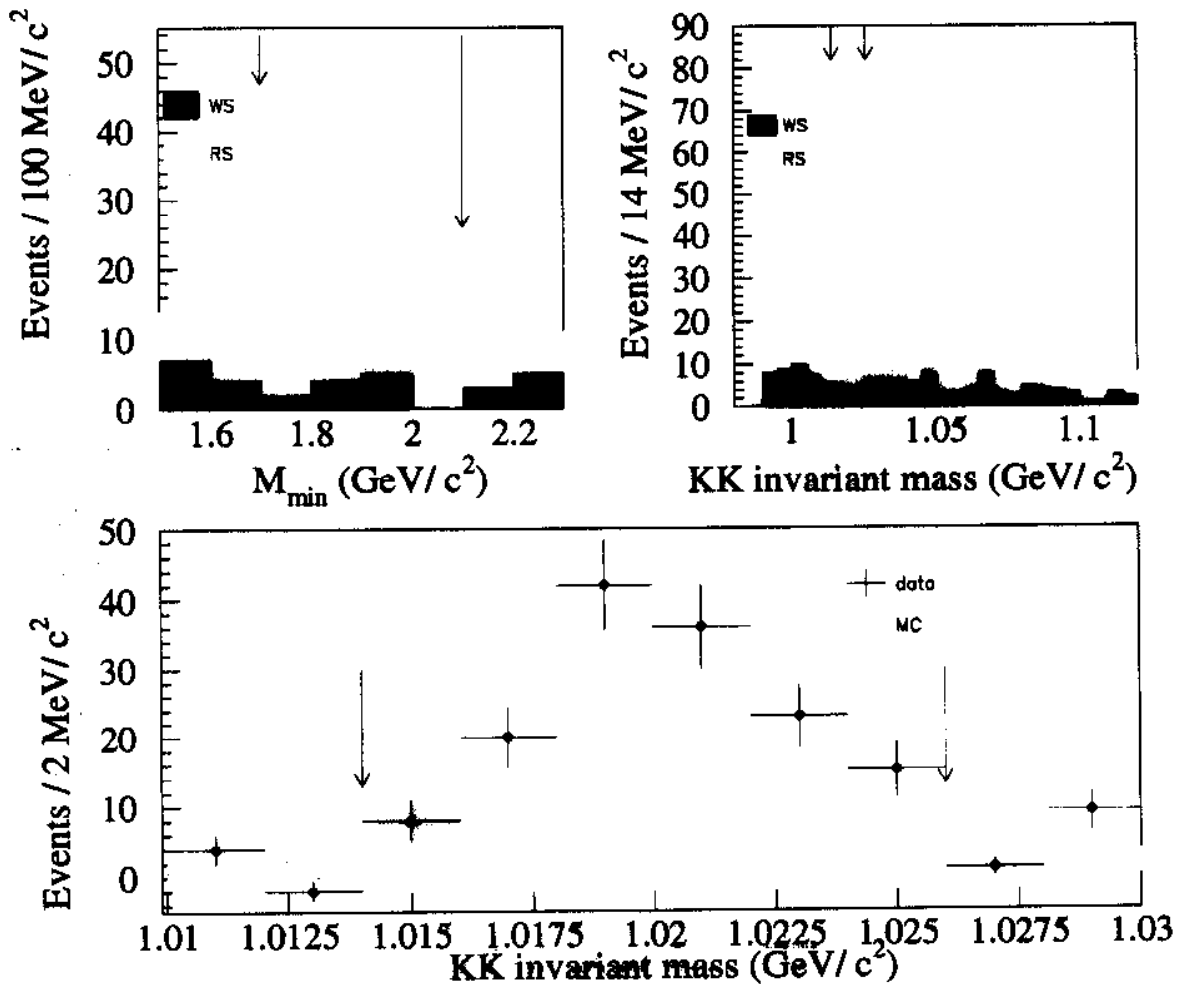 Events / 100 MeV/ c²
50
40
30
20
10
0
WS
RS
1.6 1.8 2 2.2
M_min (GeV/ c²)
Events / 14 MeV/ c²
90
80
70
60
50
40
30
20
10
0
WS
RS
1 1.05 1.1
KK invariant mass (GeV/ c²)
Events / 2 MeV/ c²
50
40
30
20
10
0
data
MC
1.01 1.0125 1.015 1.0175 1.02 1.0225 1.025 1.0275 1.03
KK invariant mass (GeV/ c²)